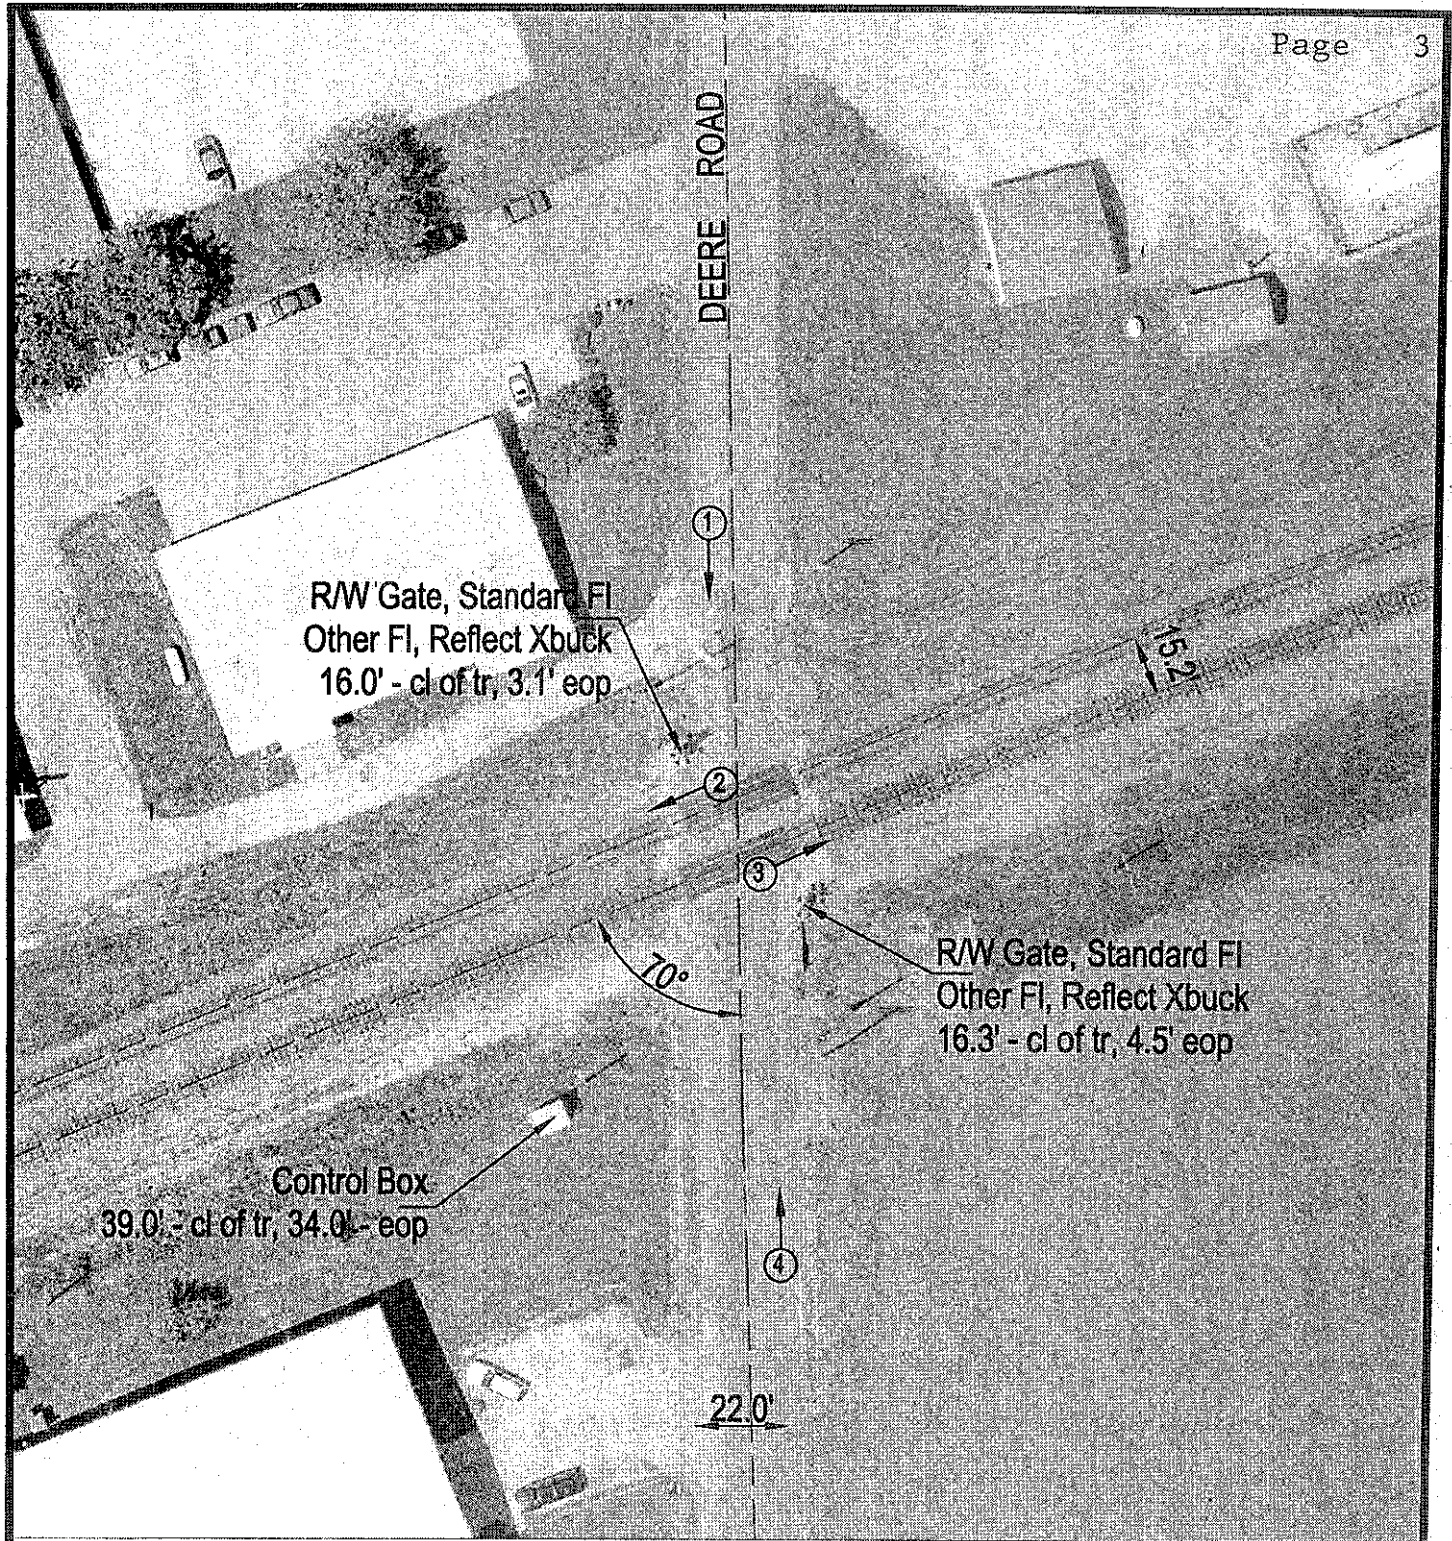 Page 3
DEERE ROAD
1
R/W Gate, Standard Fl
Other Fl, Reflect Xbuck
16.0' - cl of tr, 3.1' eop
15.2'
2
3
70°
R/W Gate, Standard Fl
Other Fl, Reflect Xbuck
16.3' - cl of tr, 4.5' eop
Control Box
39.0' - cl of tr, 34.0' - eop
4
22.0'